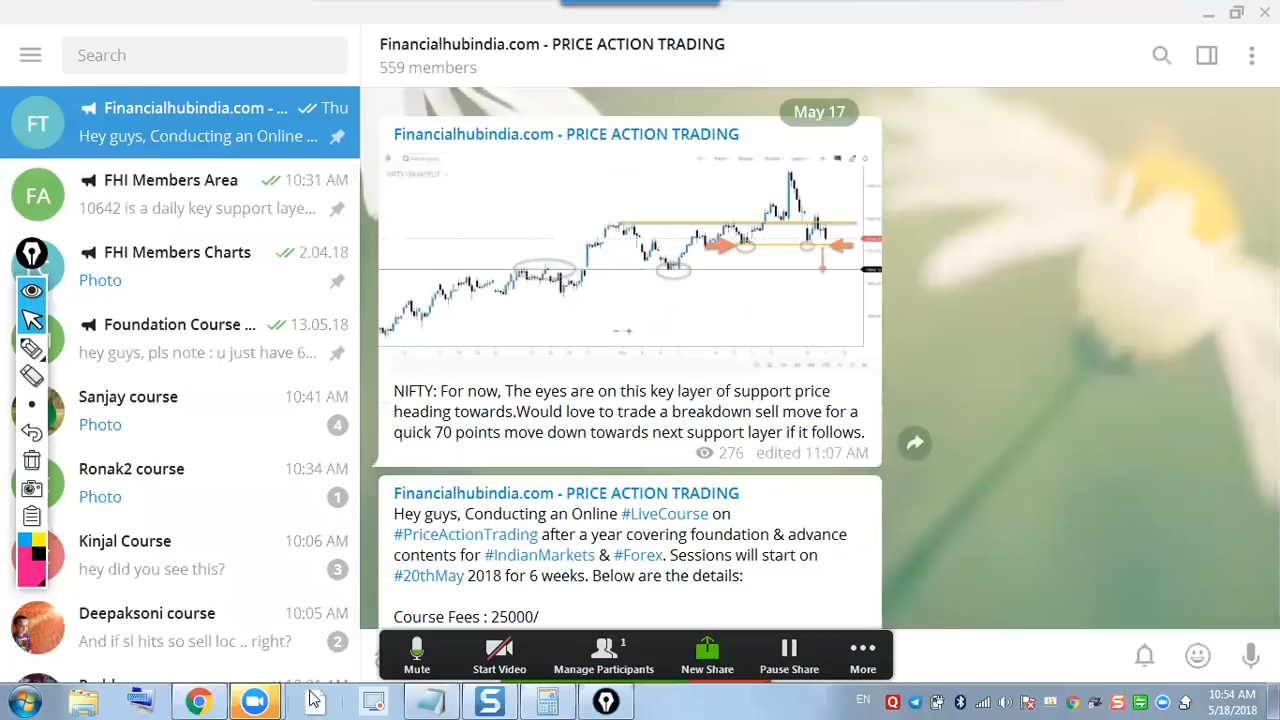 Search
Financialhubindia.com - PRICE ACTION TRADING
559 members
Financialhubindia.com - ... Thu
FT
Hey guys, Conducting an Online ...
FHI Members Area 10:31 AM
FA
10642 is a daily key support laye...
FHI Members Charts 2.04.18
Photo
Foundation Course ... 13.05.18
hey guys, pls note : u just have 6...
Sanjay course 10:41 AM
Photo 4
Ronak2 course 10:34 AM
Photo 1
Kinjal Course 10:06 AM
hey did you see this? 3
Deepaksoni course 10:05 AM
And if sl hits so sell loc .. right? 2
May 17
Financialhubindia.com - PRICE ACTION TRADING
NIFTY: For now, The eyes are on this key layer of support price
heading towards.Would love to trade a breakdown sell move for a
quick 70 points move down towards next support layer if it follows.
276 edited 11:07 AM
Financialhubindia.com - PRICE ACTION TRADING
Hey guys, Conducting an Online #LiveCourse on
#PriceActionTrading after a year covering foundation & advance
contents for #IndianMarkets & #Forex. Sessions will start on
#20thMay 2018 for 6 weeks. Below are the details:
Course Fees : 25000/
1
Mute Start Video Manage Participants New Share Pause Share More
EN
10:54 AM
5/18/2018